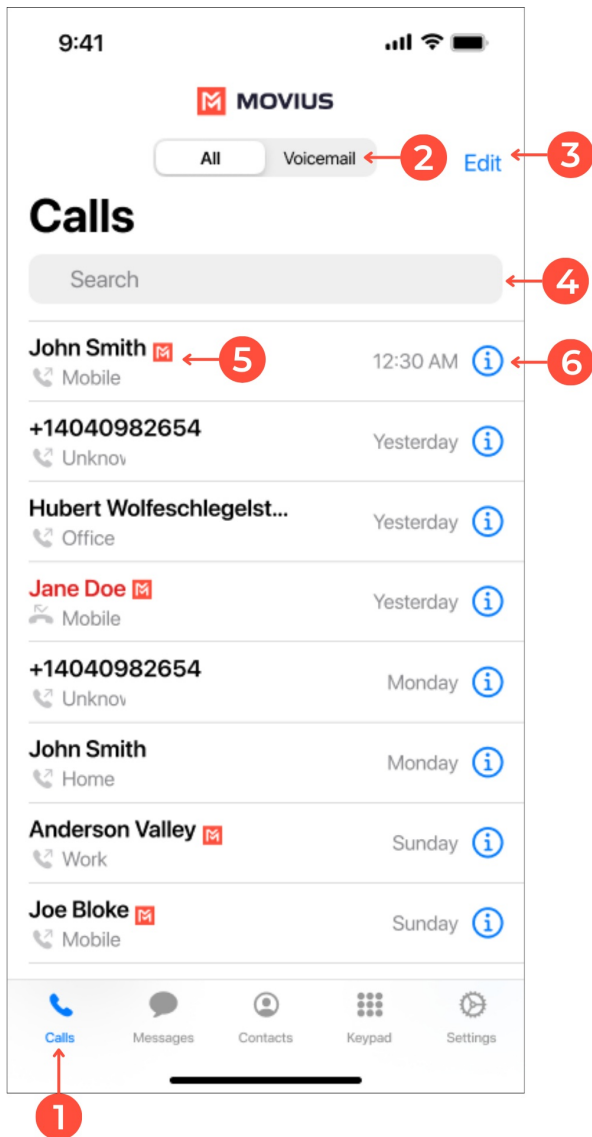 9:41
MOVIUS
All Voicemail 2 Edit 3
Calls
Search 4
John Smith 5 12:30 AM 6
Mobile
+14040982654 Yesterday
Unknov
Hubert Wolfeschlegelst... Yesterday
Office
Jane Doe Yesterday
Mobile
+14040982654 Monday
Unknov
John Smith Monday
Home
Anderson Valley Sunday
Work
Joe Bloke Sunday
Mobile
Calls Messages Contacts Keypad Settings
1